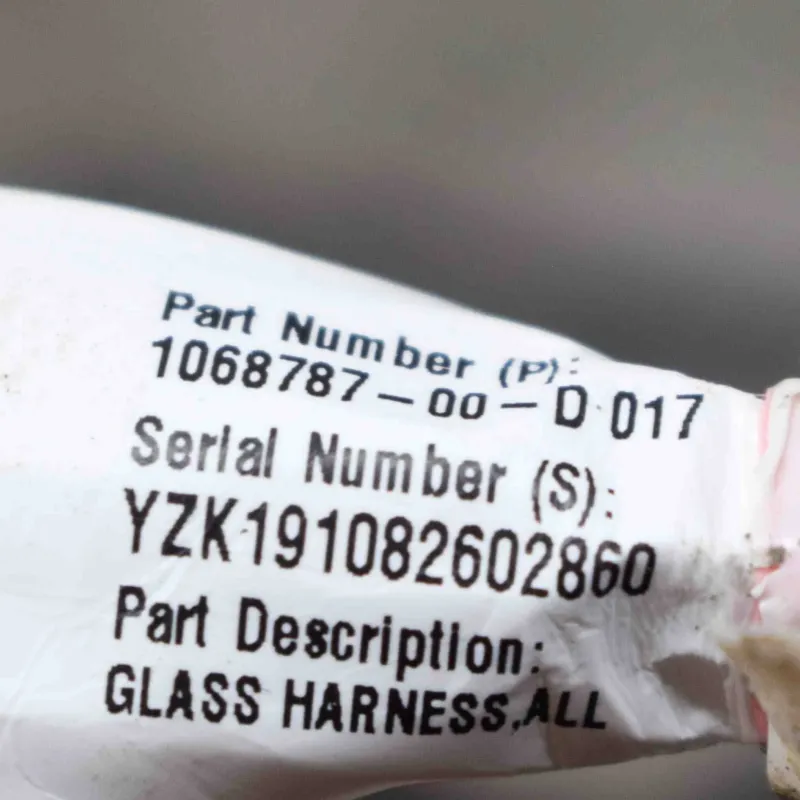 Part Number (P):
1068787-00-D 017
Serial Number (S):
YZK191082602860
Part Description:
GLASS HARNESS,ALL